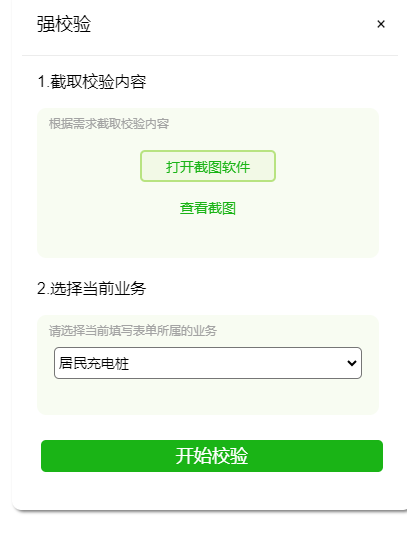 强校验
×
1.截取校验内容
根据需求截取校验内容
打开截图软件
查看截图
2.选择当前业务
请选择当前填写表单所属的业务
居民充电桩
开始校验